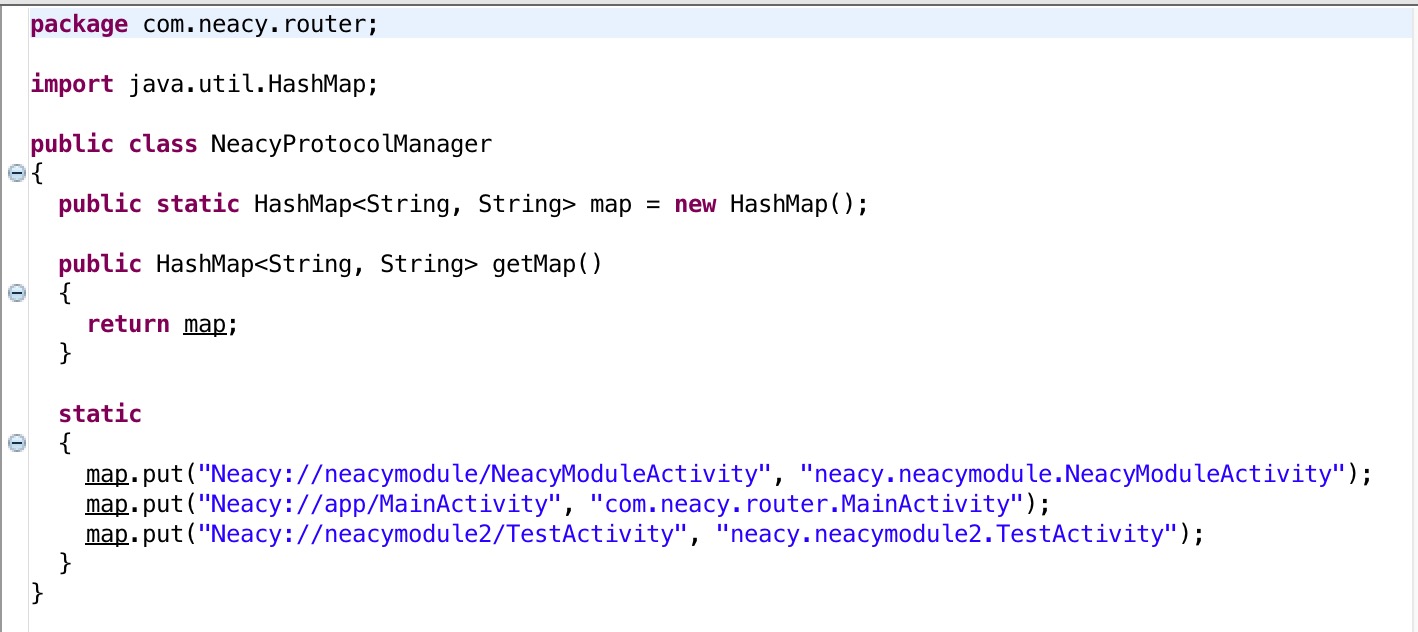 package com.neacy.router;
import java.util.HashMap;
public class NeacyProtocolManager
{
public static HashMap<String, String> map = new HashMap();
public HashMap<String, String> getMap()
{
return map;
}
static
{
map.put("Neacy://neacymodule/NeacyModuleActivity", "neacy.neacymodule.NeacyModuleActivity");
map.put("Neacy://app/MainActivity", "com.neacy.router.MainActivity");
map.put("Neacy://neacymodule2/TestActivity", "neacy.neacymodule2.TestActivity");
}
}